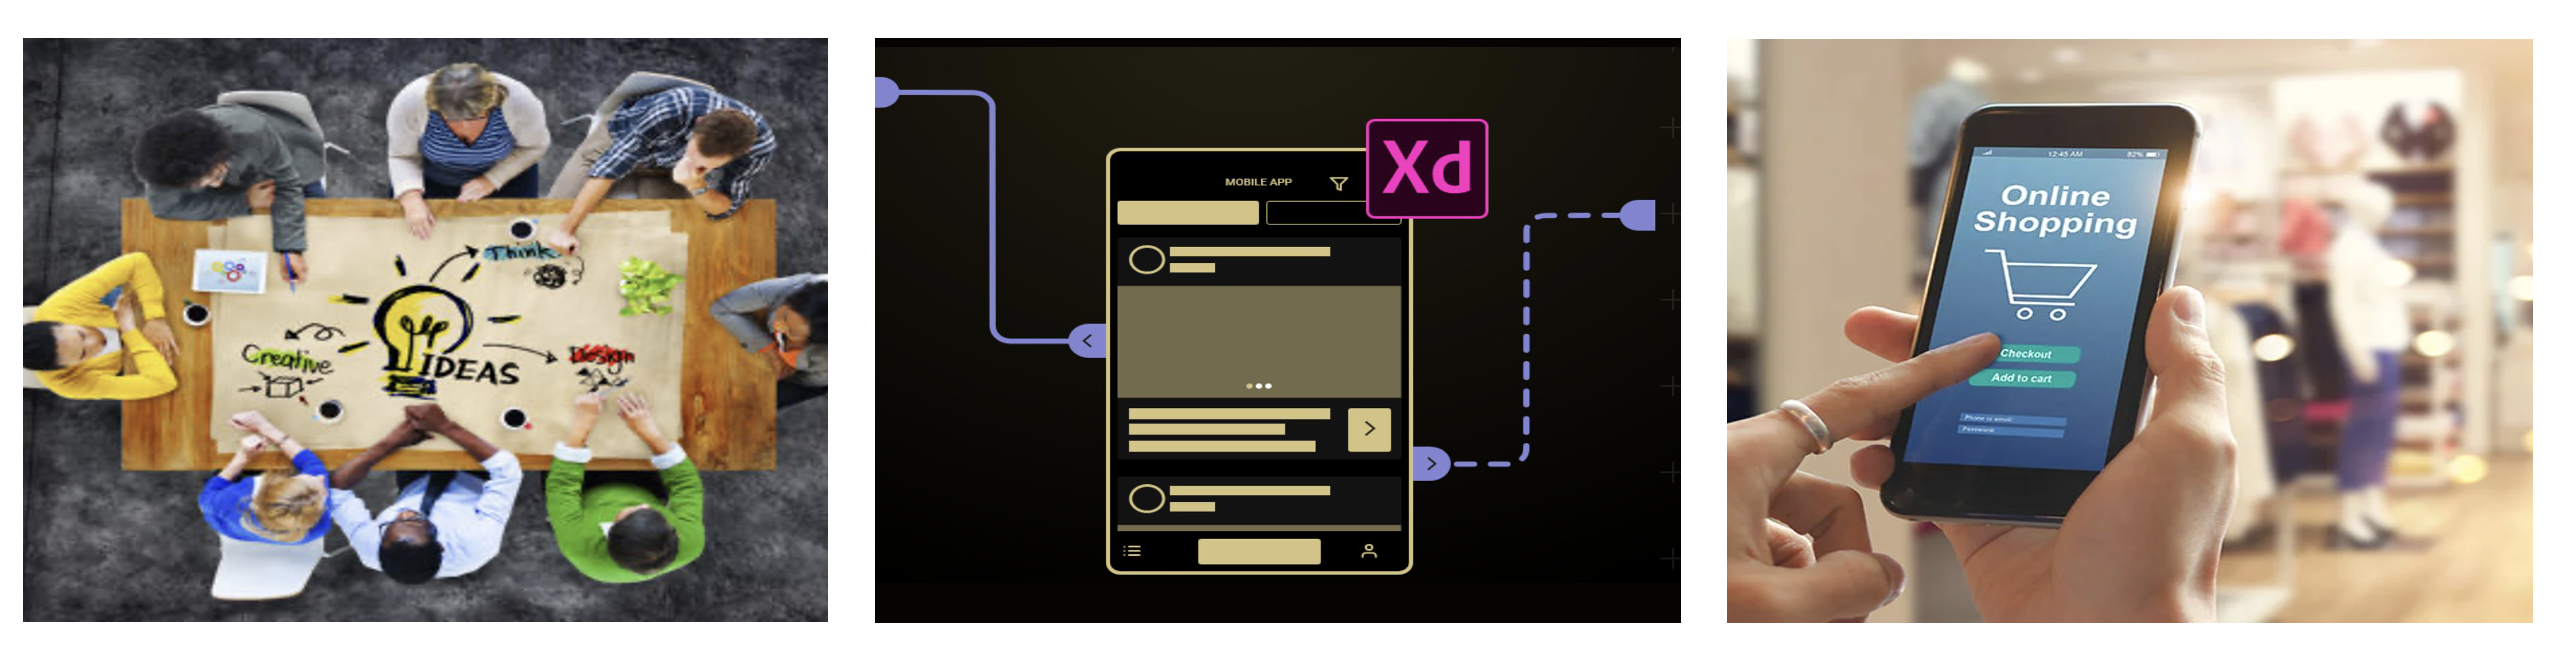 Think
Creative
IDEAS
Design
MOBILE APP
Xd
12:45 AM
82%
Online
Shopping
Checkout
Add to cart
Phone or email
Password